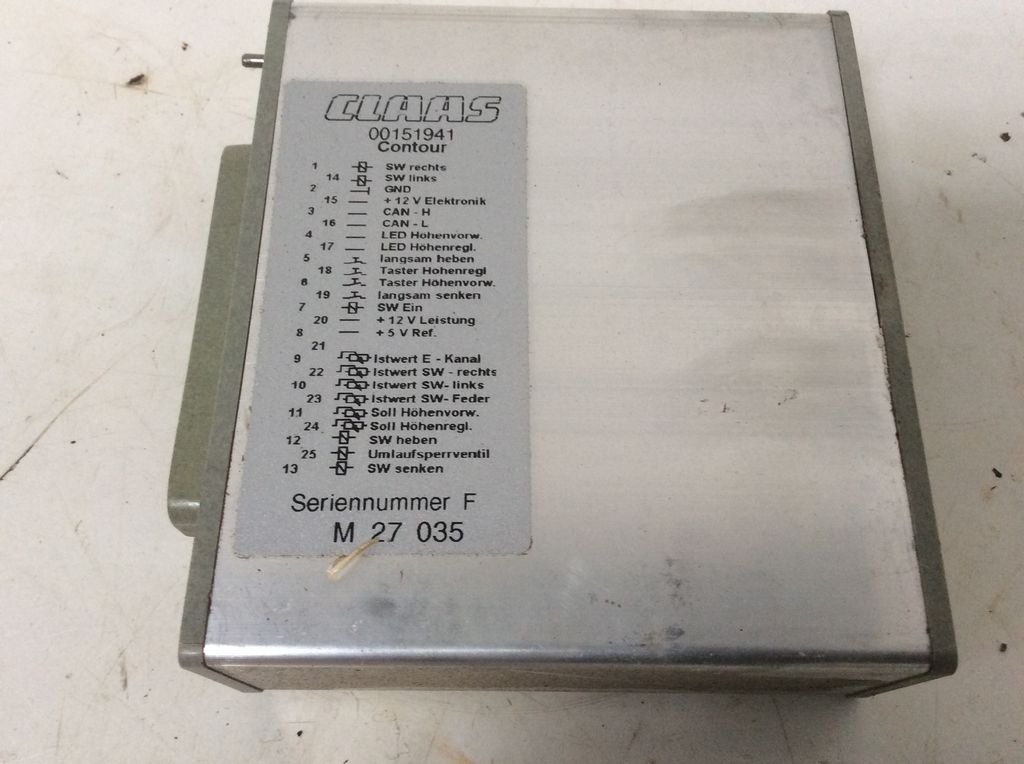 CLAAS
00151941
Contour
1 SW rechts
14 SW links
2 GND
15 + 12 V Elektronik
3 CAN - H
16 CAN - L
4 LED Höhenvorw.
17 LED Höhenregl.
5 langsam heben
18 Taster Hohenregl
6 Taster Höhenvorw.
19 langsam senken
7 SW Ein
20 + 12 V Leistung
8 + 5 V Ref.
21
9 Istwert E - Kanal
22 Istwert SW - rechts
10 Istwert SW- links
23 Istwert SW- Feder
11 Soll Höhenvorw.
24 Soll Höhenregl.
12 SW heben
25 Umlaufsperrventil
13 SW senken
Seriennummer F
M 27 035